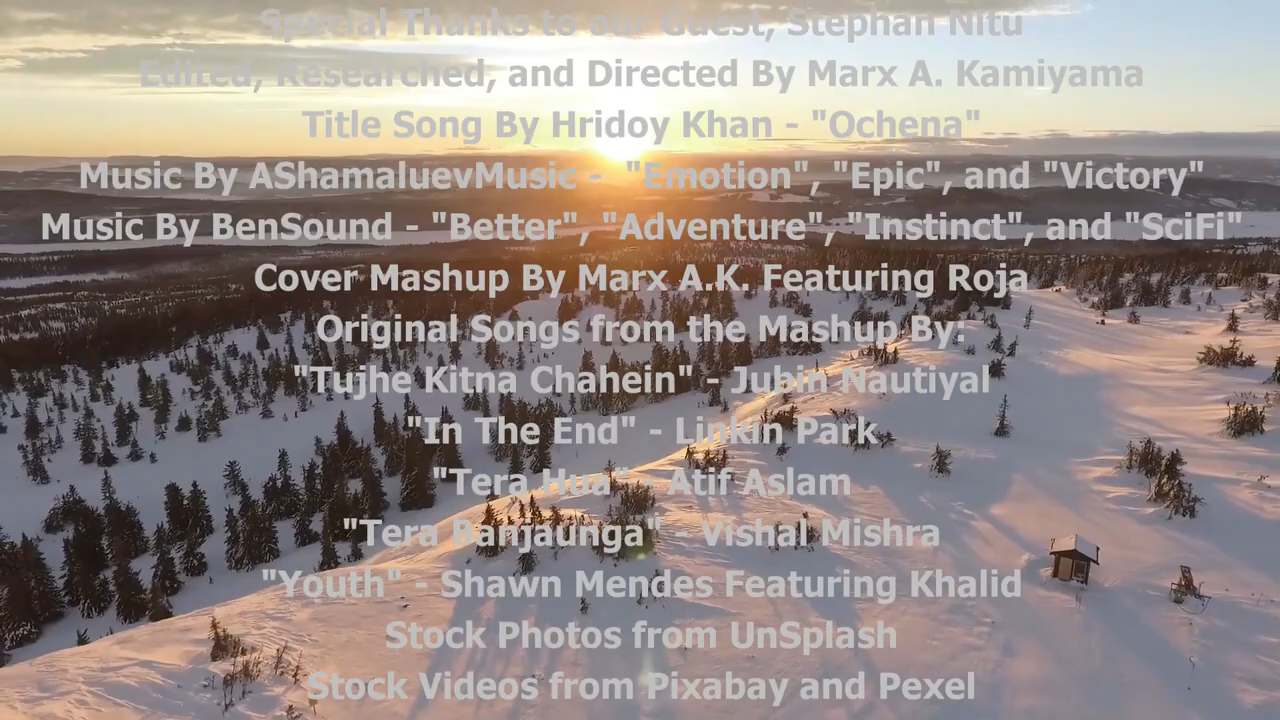 Special Thanks to our Guest, Stephan Nitu
Edited, Researched, and Directed By Marx A. Kamiyama
Title Song By Hridoy Khan - "Ochena"
Music By AShamaluevMusic - "Emotion", "Epic", and "Victory"
Music By BenSound - "Better", "Adventure", "Instinct", and "SciFi"
Cover Mashup By Marx A.K. Featuring Roja
Original Songs from the Mashup By:
"Tujhe Kitna Chahein" - Jubin Nautiyal
"In The End" - Linkin Park
"Tera Hua" - Atif Aslam
"Tera Banjaunga" - Vishal Mishra
"Youth" - Shawn Mendes Featuring Khalid
Stock Photos from UnSplash
Stock Videos from Pixabay and Pexel